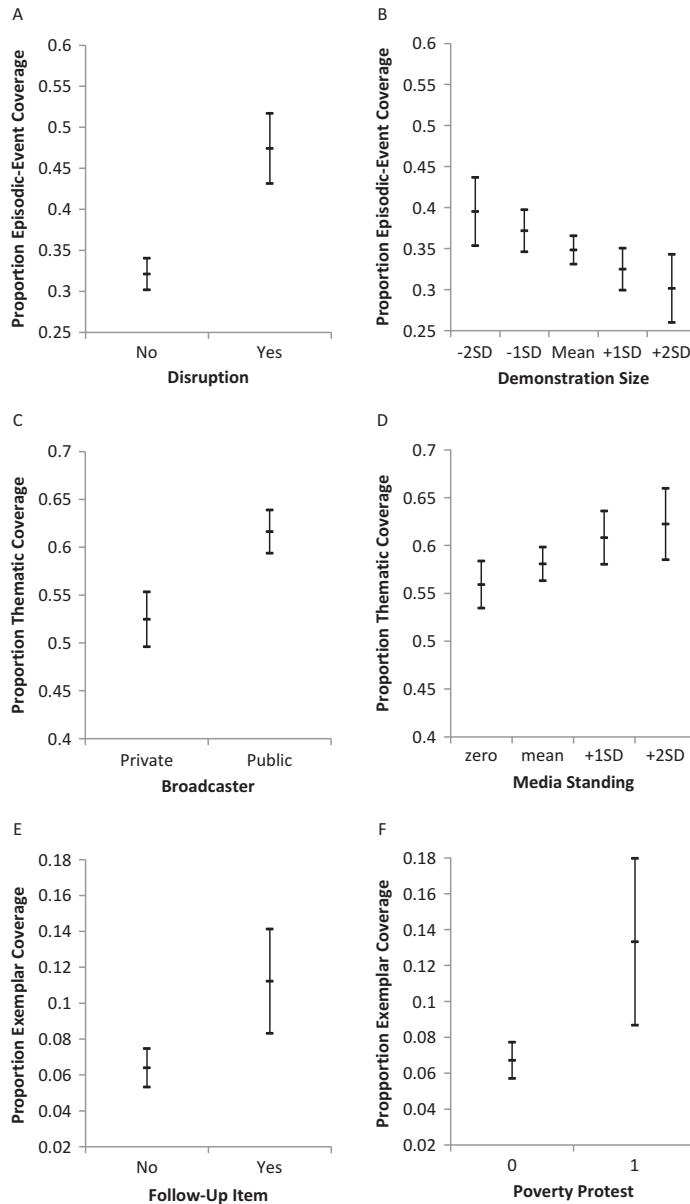 A
Proportion Episodic-Event Coverage
0.6
0.55
0.5
0.45
0.4
0.35
0.3
0.25
No Yes
Disruption
B
Proportion Episodic-Event Coverage
0.6
0.55
0.5
0.45
0.4
0.35
0.3
0.25
-2SD -1SD Mean +1SD +2SD
Demonstration Size
C
Proportion Thematic Coverage
0.7
0.65
0.6
0.55
0.5
0.45
0.4
Private Public
Broadcaster
D
Proportion Thematic Coverage
0.7
0.65
0.6
0.55
0.5
0.45
0.4
zero mean +1SD +2SD
Media Standing
E
Proportion Exemplar Coverage
0.18
0.16
0.14
0.12
0.1
0.08
0.06
0.04
0.02
No Yes
Follow-Up Item
F
Proportion Exemplar Coverage
0.18
0.16
0.14
0.12
0.1
0.08
0.06
0.04
0.02
0 1
Poverty Protest